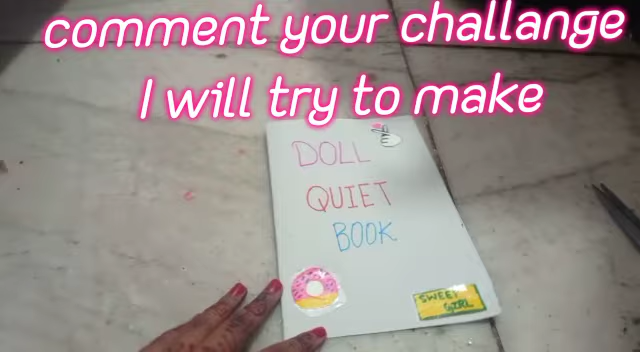 comment your challange
I will try to make
DOLL
QUIET
BOOK
SWEET
GIRL